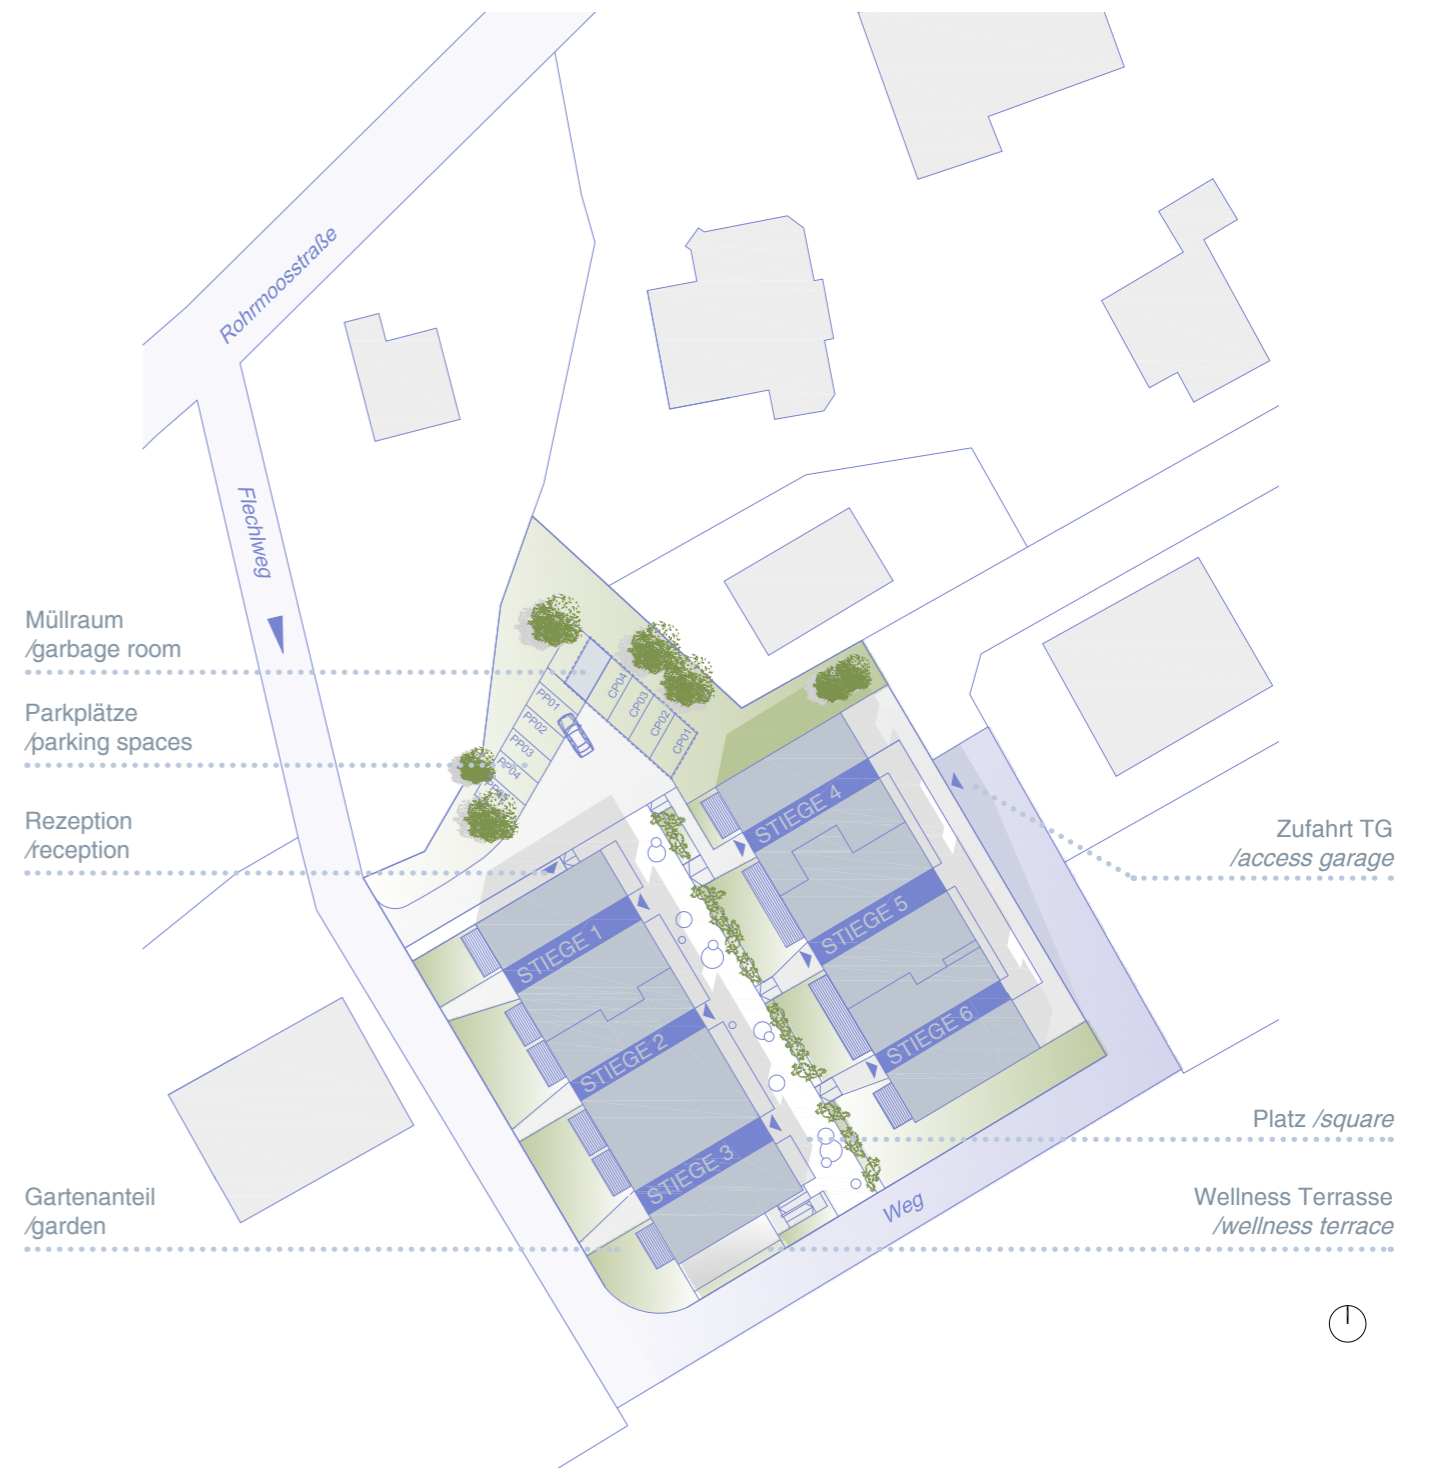 Rohrmoosstraße
Flechlweg
Müllraum
/garbage room
Parkplätze
/parking spaces
Rezeption
/reception
Gartenanteil
/garden
CP04
CP03
CP02
CP01
PP01
PP02
PP03
PP04
STIEGE 1
STIEGE 2
STIEGE 3
STIEGE 4
STIEGE 5
STIEGE 6
Zufahrt TG
/access garage
Platz /square
Weg
Wellness Terrasse
/wellness terrace